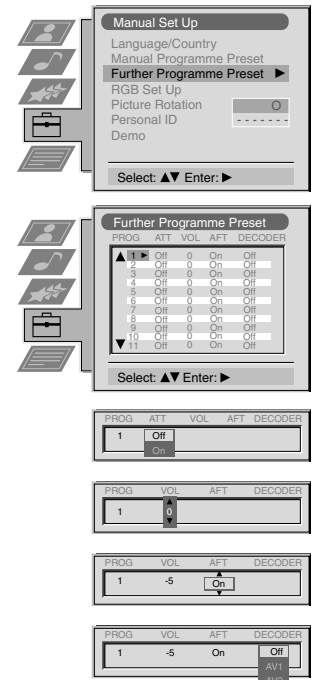 Manual Set Up
Language/Country
Manual Programme Preset
Further Programme Preset ▶
RGB Set Up
Picture Rotation O
Personal ID - - - - - - -
Demo
Select: ▲▼ Enter: ▶
Further Programme Preset
PROG ATT VOL AFT DECODER
▲ 1 ▶ Off 0 On Off
2 Off 0 On Off
3 Off 0 On Off
4 Off 0 On Off
5 Off 0 On Off
6 Off 0 On Off
7 Off 0 On Off
8 Off 0 On Off
9 Off 0 On Off
10 Off 0 On Off
▼ 11 Off 0 On Off
Select: ▲▼ Enter: ▶
PROG ATT VOL AFT DECODER
1 Off
On
PROG VOL AFT DECODER
▲
1 0
▼
PROG VOL AFT DECODER
▲
1 -5 On
▼
PROG VOL AFT DECODER
1 -5 On Off
AV1